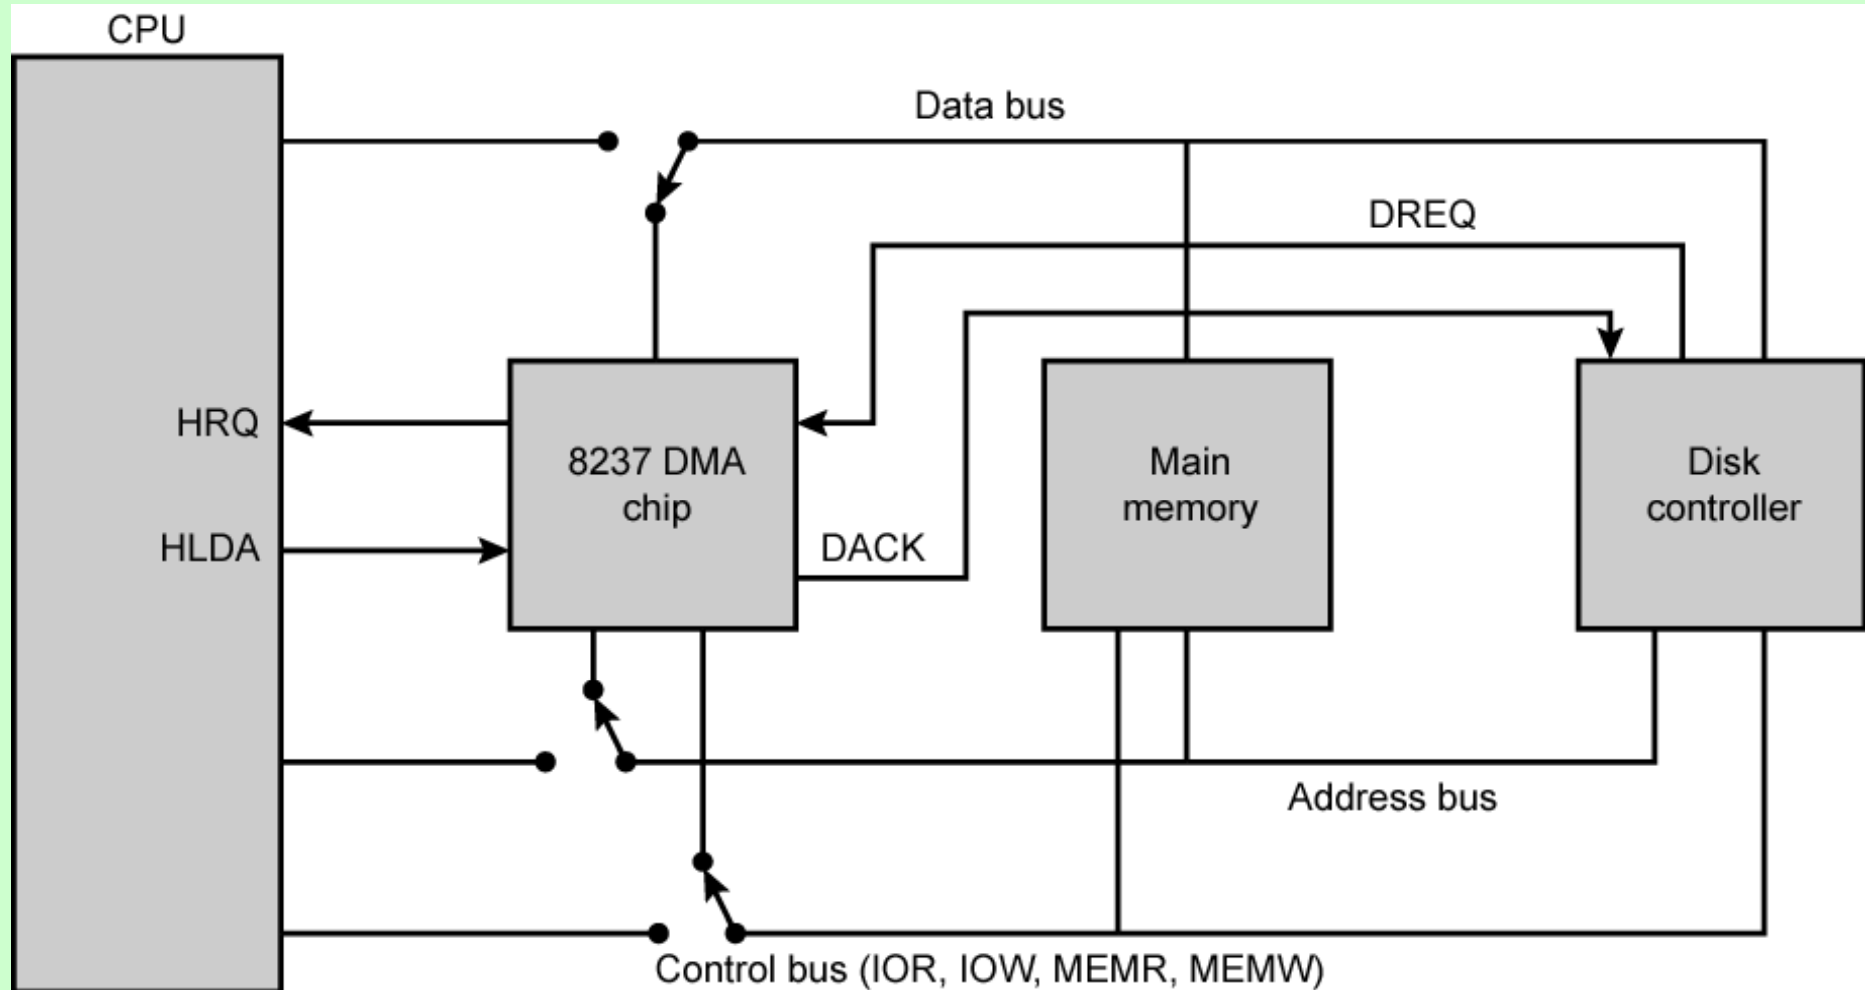 CPU
Data bus
DREQ
HRQ
8237 DMA
chip
Main
memory
Disk
controller
HLDA
DACK
Address bus
Control bus (IOR, IOW, MEMR, MEMW)